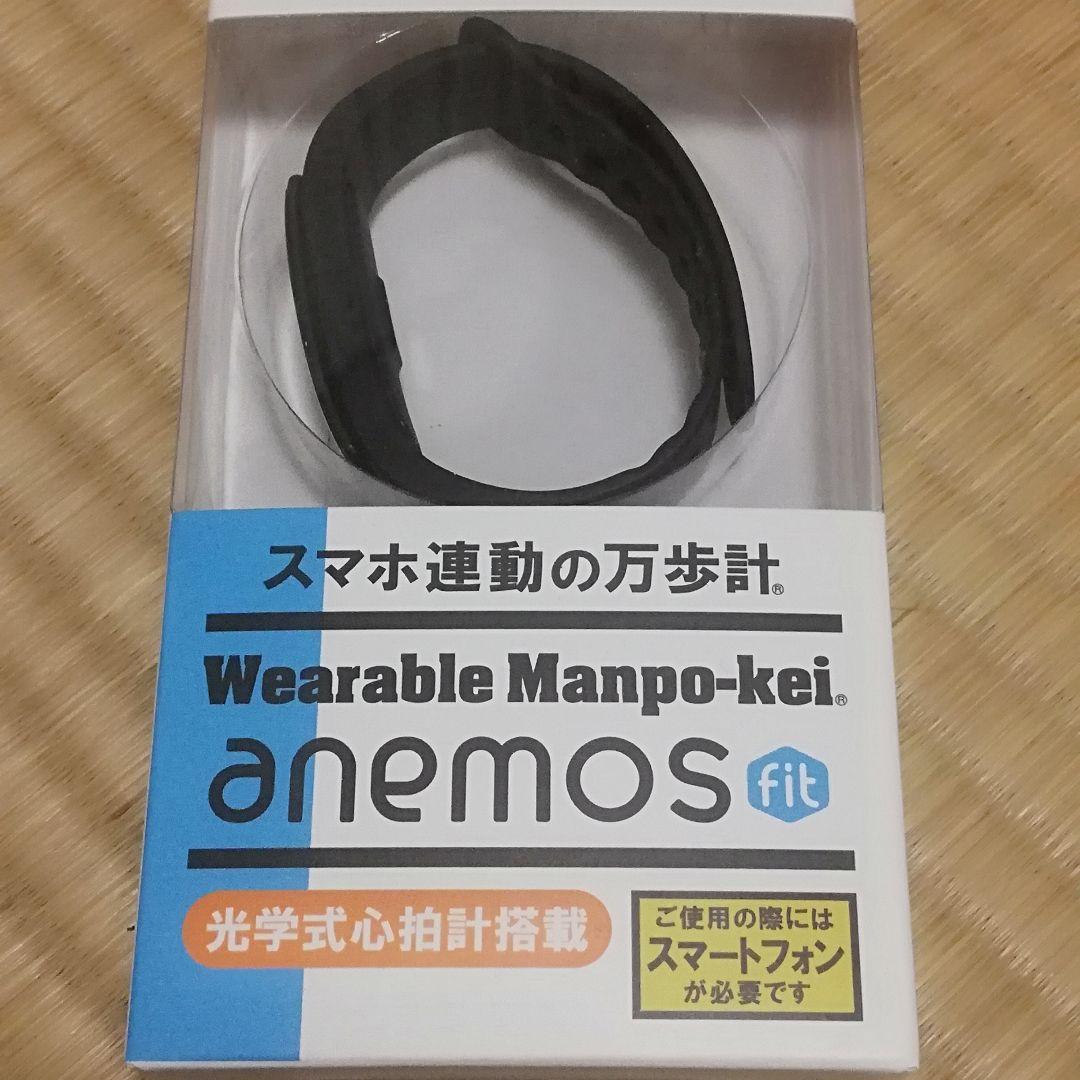 スマホ連動の万歩計®
Wearable Manpo-kei®
anemos fit
光学式心拍計搭載
ご使用の際には
スマートフォン
が必要です